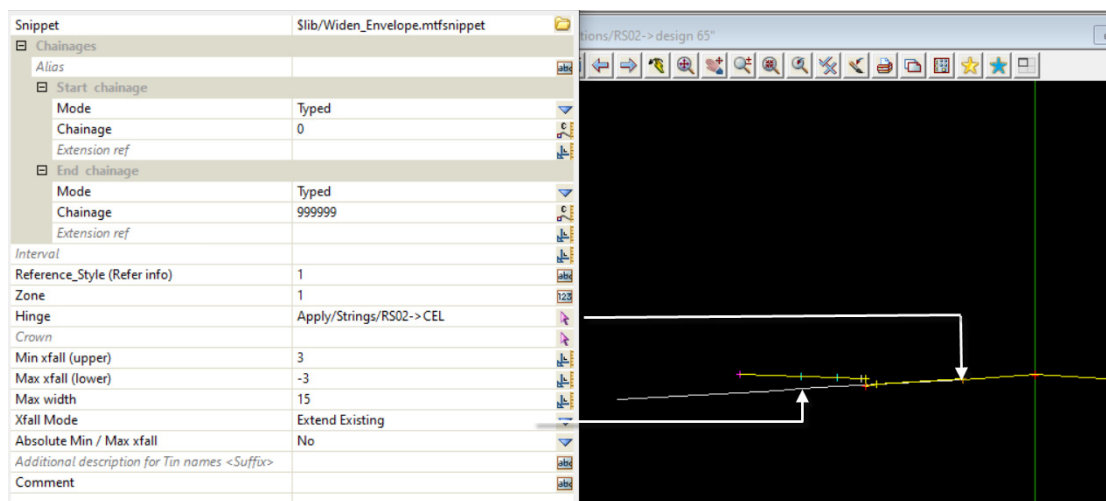 Snippet $lib/Widen_Envelope.mtfsnippet
Chainages
Alias
Start chainage
Mode Typed
Chainage 0
Extension ref
End chainage
Mode Typed
Chainage 999999
Extension ref
Interval
Reference_Style (Refer info) 1
Zone 1
Hinge Apply/Strings/RS02->CEL
Crown
Min xfall (upper) 3
Max xfall (lower) -3
Max width 15
Xfall Mode Extend Existing
Absolute Min / Max xfall No
Additional description for Tin names <Suffix>
Comment
tions/RS02->design 65"